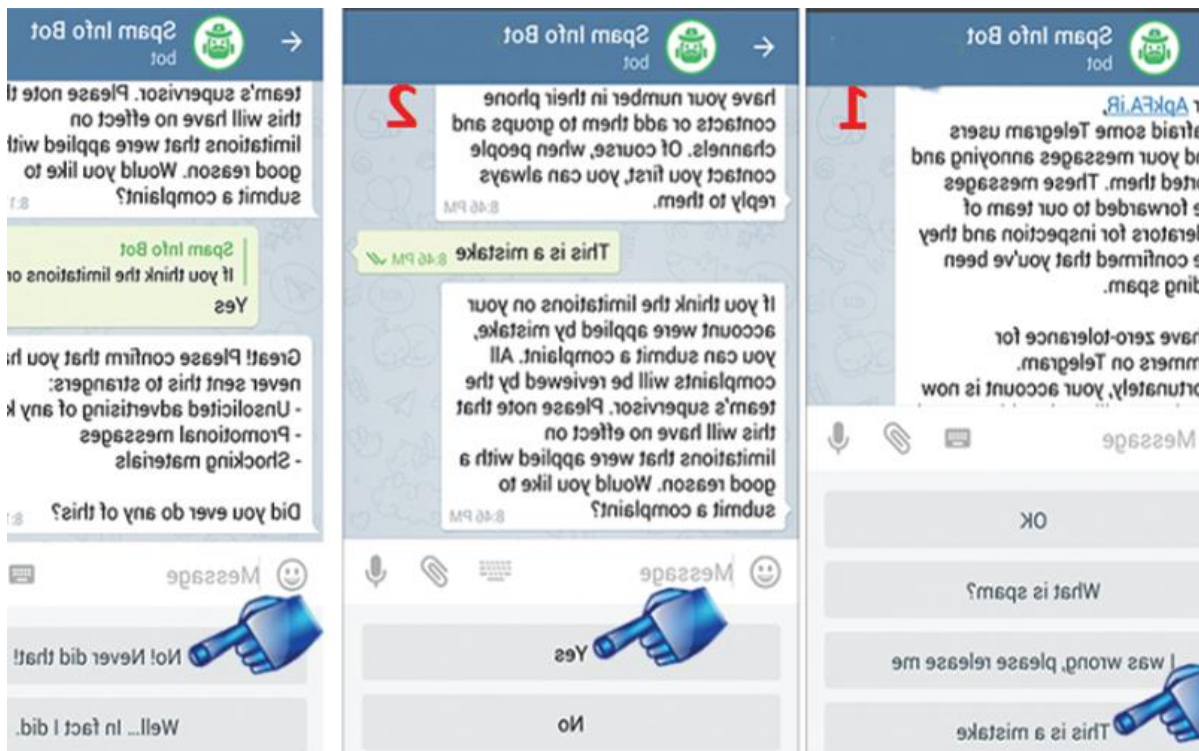 Spam Info Bot
bot
1
ApkFA.iR,
afraid some Telegram users
nd your messages annoying and
orted them. These messages
e forwarded to our team of
erators for inspection and they
e confirmed that you've been
ding spam.
have zero-tolerance for
mmers on Telegram.
ortunately, your account is now
Message
OK
What is spam?
I was wrong, please release me
This is a mistake
Spam Info Bot
bot
2
have your number in their phone
contacts or add them to groups and
channels. Of course, when people
contact you first, you can always
reply to them.
8:46 PM
This is a mistake
8:46 PM
If you think the limitations on your
account were applied by mistake,
you can submit a complaint. All
complaints will be reviewed by the
team's supervisor. Please note that
this will have no effect on
limitations that were applied with a
good reason. Would you like to
submit a complaint?
8:46 PM
Message
Yes
No
Spam Info Bot
bot
team's supervisor. Please note t
this will have no effect on
limitations that were applied with
good reason. Would you like to
submit a complaint?
Spam Info Bot
If you think the limitations on
Yes
Great! Please confirm that you ha
never sent this to strangers:
- Unsolicited advertising of any k
- Promotional messages
- Shocking materials
Did you ever do any of this?
Message
No! Never did that!
Well... In fact I did.